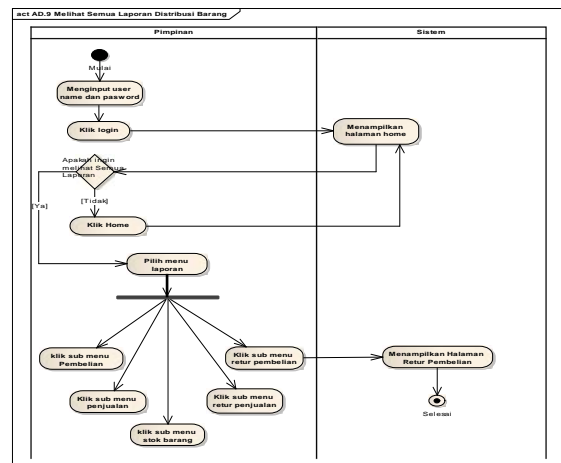 act AD.9 Melihat Semua Laporan Distribusi Barang
Pimpinan
Sistem
Mulai
Menginput user
name dan pasword
Klik login
Menampilkan
halaman home
Apakah ingin
melihat Semua
Laporan
[Ya]
[Tidak]
Klik Home
Pilih menu
laporan
klik sub menu
Pembelian
Klik sub menu
retur pembelian
Menampilkan Halaman
Retur Pembelian
Klik sub menu
penjualan
Klik sub menu
retur penjualan
Selesai
klik sub menu
stok barang